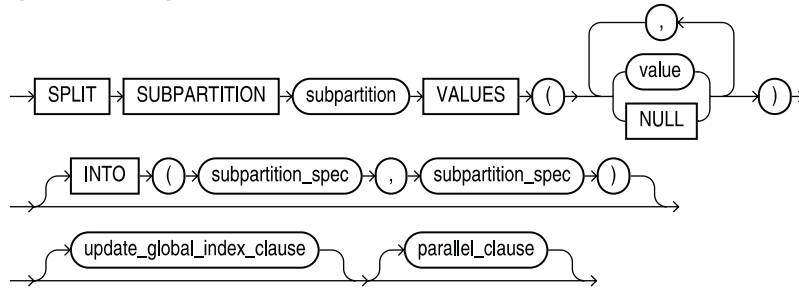 ,
SPLIT SUBPARTITION subpartition VALUES ( value )
NULL
INTO ( subpartition_spec , subpartition_spec )
update_global_index_clause parallel_clause